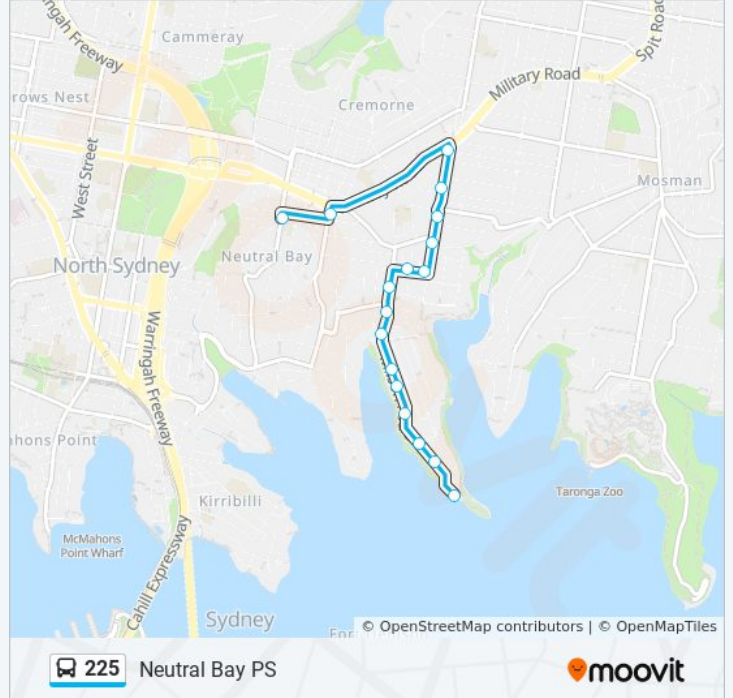 ingah Freeway
Cammeray
Spit Road
Military Road
rows Nest
Cremorne
West Street
Mosman
Neutral Bay
North Sydney
Warringah Freeway
ahons Point
Taronga Zoo
Kirribilli
McMahons
Point Wharf
Cahill Expressway
Sydney
© OpenStreetMap contributors | © OpenMapTiles
225 Neutral Bay PS
moovit